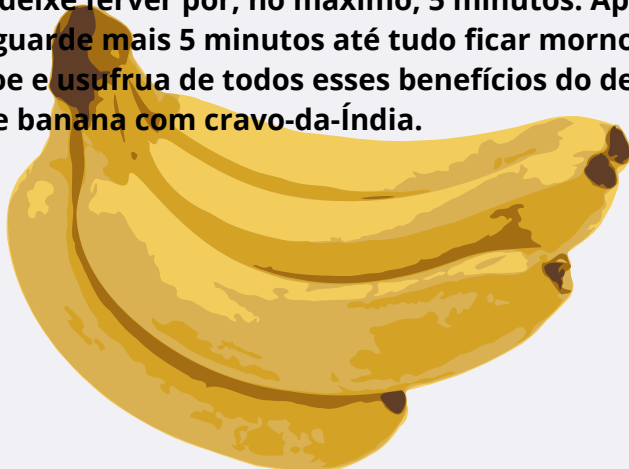 deixe ferver por, no máximo, 5 minutos. Ap
guarde mais 5 minutos até tudo ficar morno
oe e usufrua de todos esses benefícios do de
e banana com cravo-da-Índia.